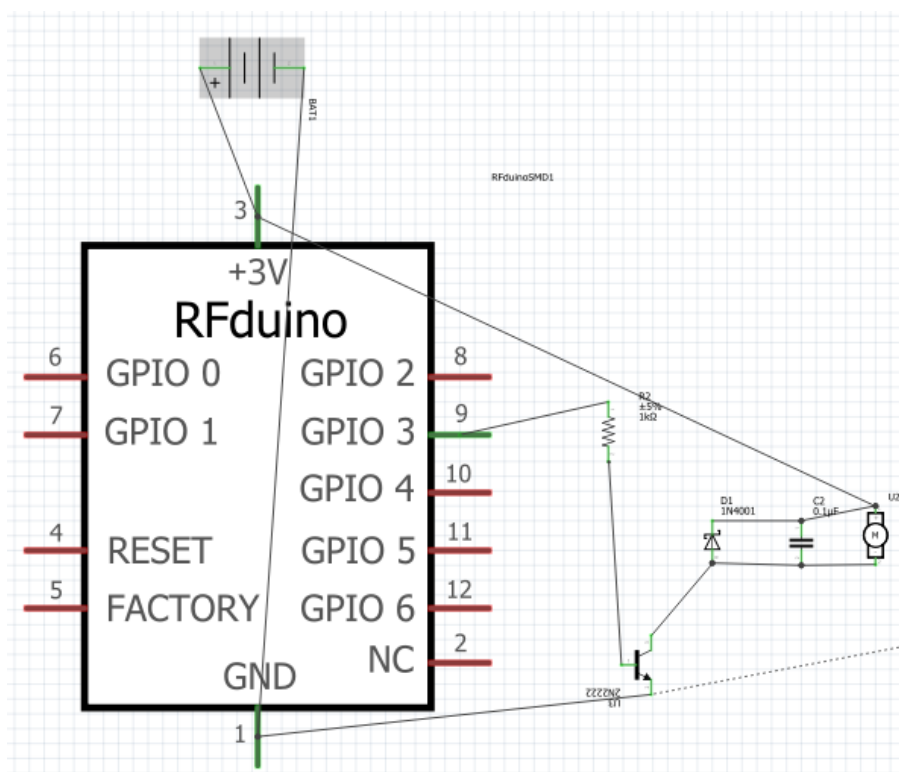 +
BAT1
RFduinoSMD1
3
+3V
RFduino
6
GPIO 0
GPIO 2
8
7
GPIO 1
GPIO 3
9
R2
±5%
1kΩ
GPIO 4
10
D1
1N4001
C2
0.1µF
U2
M
4
RESET
GPIO 5
11
5
FACTORY
GPIO 6
12
NC
2
GND
1
U3
2N2222